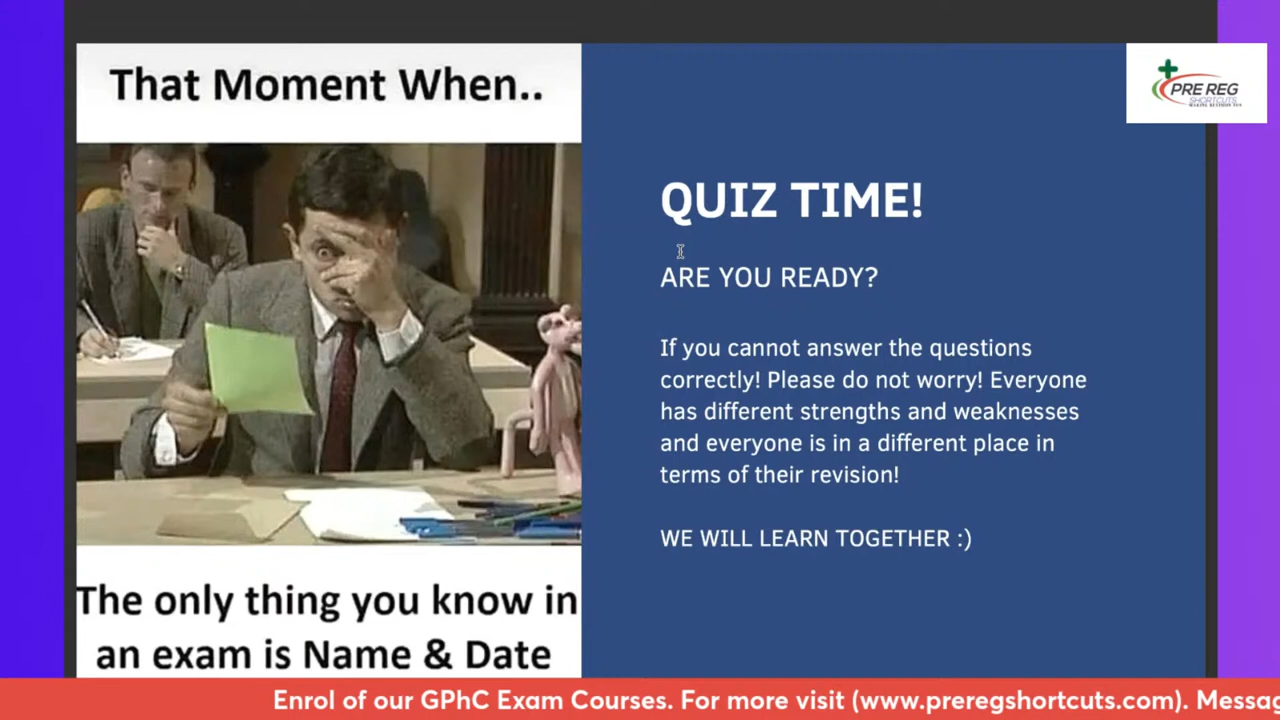 That Moment When..
The only thing you know in
an exam is Name & Date
PRE REG
SHORTCUTS
MAKING REVISION FUN
QUIZ TIME!
ARE YOU READY?
If you cannot answer the questions
correctly! Please do not worry! Everyone
has different strengths and weaknesses
and everyone is in a different place in
terms of their revision!
WE WILL LEARN TOGETHER :)
Enrol of our GPhC Exam Courses. For more visit (www.preregshortcuts.com). Messag